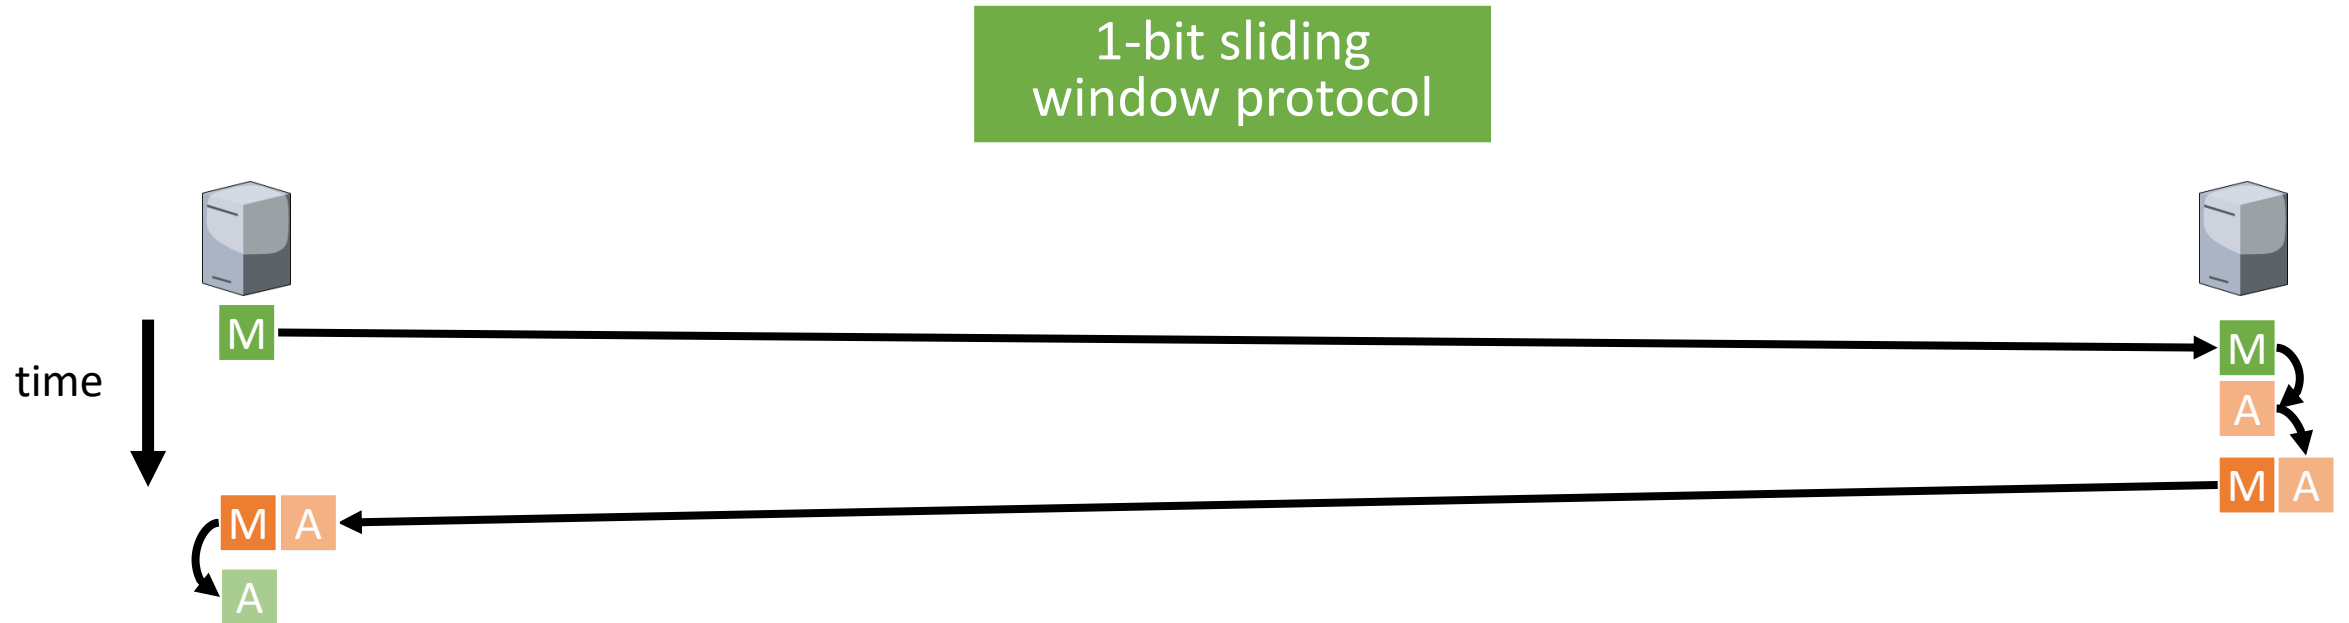 1-bit sliding
window protocol
M
M
time
A
M A
M A
A